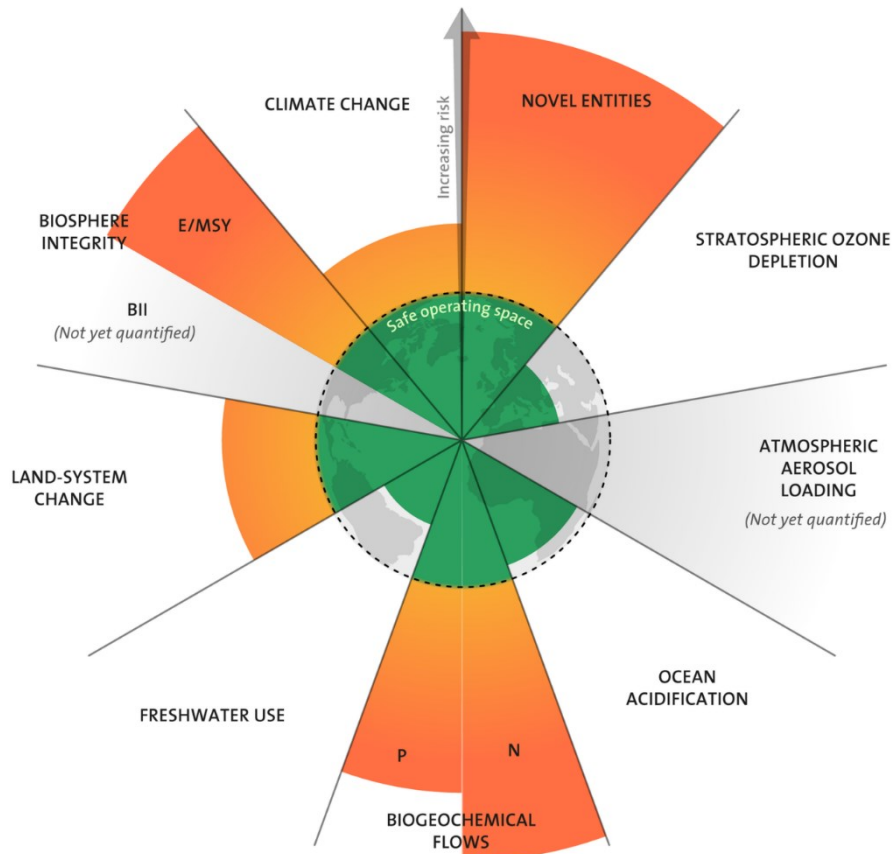 CLIMATE CHANGE
Increasing risk
NOVEL ENTITIES
BIOSPHERE
INTEGRITY
E/MSY
STRATOSPHERIC OZONE
DEPLETION
BII
(Not yet quantified)
Safe operating space
LAND-SYSTEM
CHANGE
ATMOSPHERIC
AEROSOL
LOADING
(Not yet quantified)
OCEAN
ACIDIFICATION
FRESHWATER USE
P
N
BIOGEOCHEMICAL
FLOWS